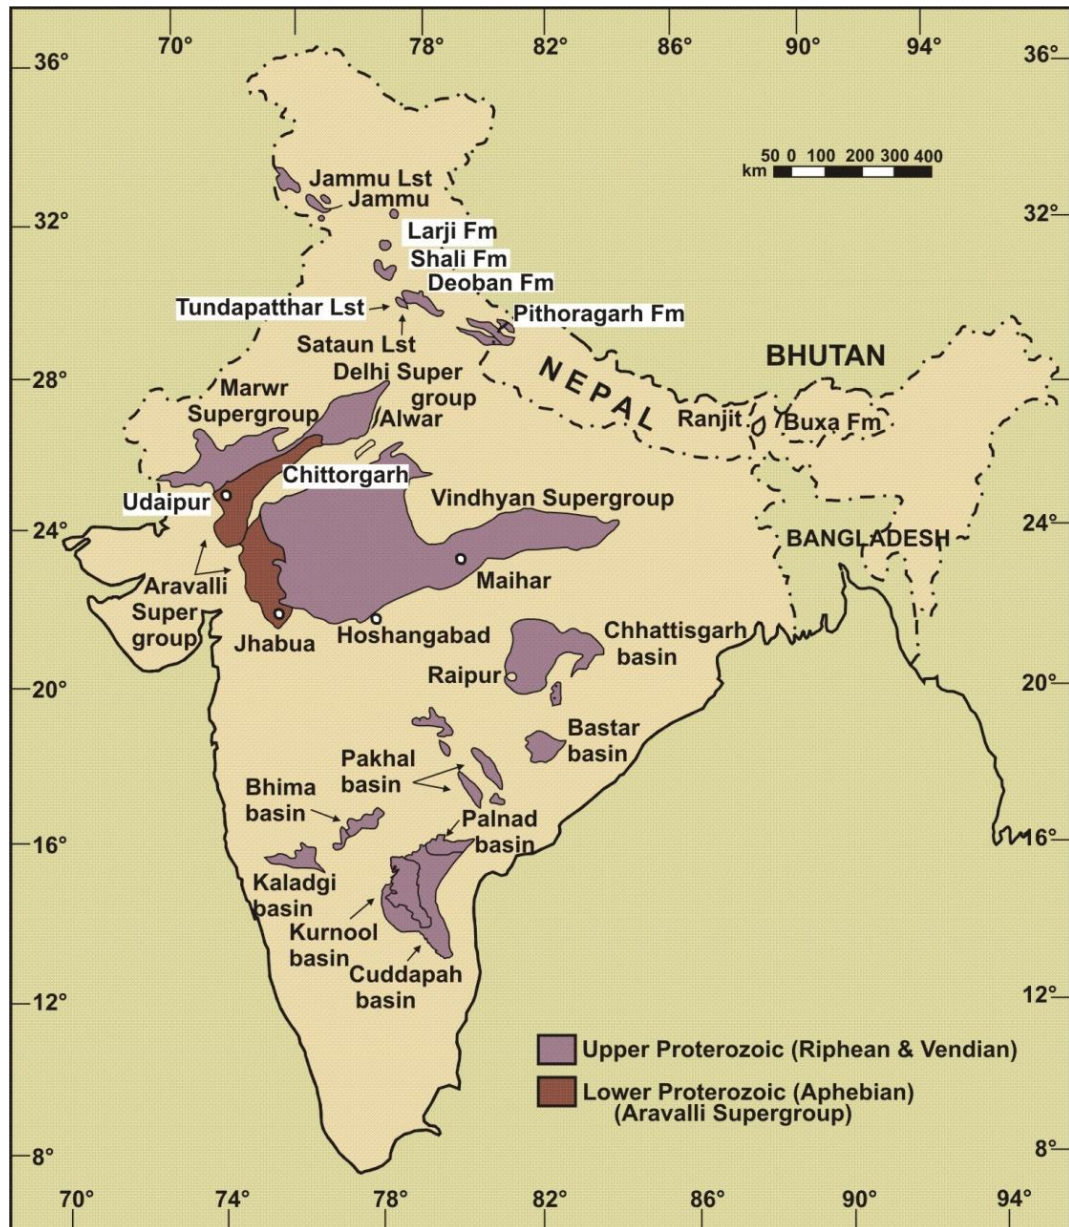 70° 78° 82° 90° 94°
36° 36°
50 0 100 200 300 400
km
Jammu Lst
Jammu
32° 32°
Larji Fm
Shali Fm
Deoban Fm
Tundapatthar Lst
Pithoragarh Fm
Sataun Lst
28° 28°
Delhi Super
group
Marwr
Supergroup
Alwar
NEPAL
BHUTAN
Ranjit
Buxa Fm
Chittorgarh
Udaipur
Vindhyan Supergroup
24° 24°
BANGLADESH
Maihar
Aravalli
Super
group
Jhabua
Hoshangabad
Chhattisgarh
basin
Raipur
20° 20°
Bastar
basin
Pakhal
basin
Bhima
basin
Palnad
basin
16° 16°
Kaladgi
basin
Kurnool
basin
Cuddapah
basin
12° 12°
Upper Proterozoic (Riphean & Vendian)
Lower Proterozoic (Aphebian)
(Aravalli Supergroup)
8° 8°
70° 74° 78° 82° 86° 90° 94°